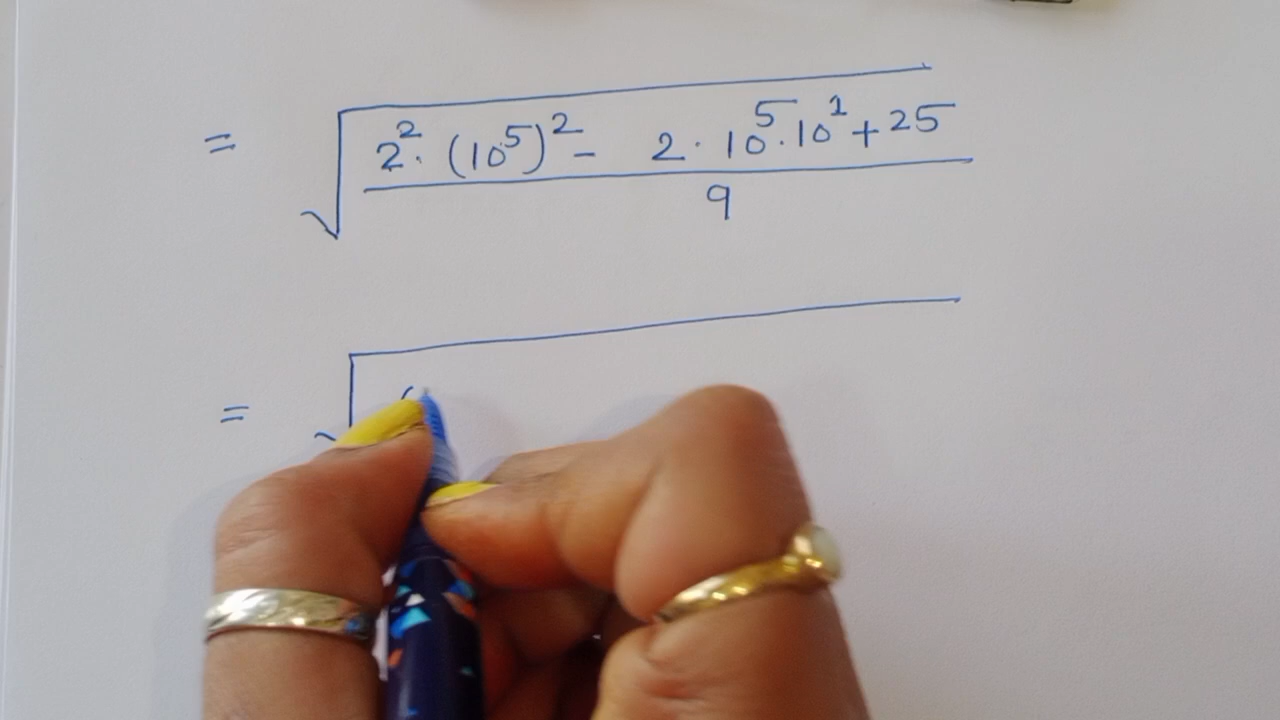 = √((2² · (10⁵)² - 2 · 10⁵ · 10¹ + 25) / 9)
= √(